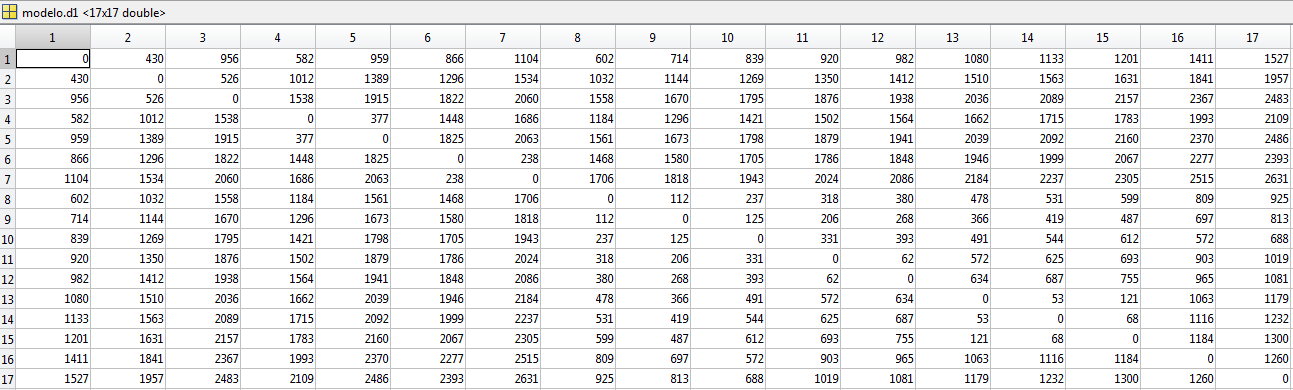 modelo.d1 <17x17 double>
1 2 3 4 5 6 7 8 9 10 11 12 13 14 15 16 17
1 0 430 956 582 959 866 1104 602 714 839 920 982 1080 1133 1201 1411 1527
2 430 0 526 1012 1389 1296 1534 1032 1144 1269 1350 1412 1510 1563 1631 1841 1957
3 956 526 0 1538 1915 1822 2060 1558 1670 1795 1876 1938 2036 2089 2157 2367 2483
4 582 1012 1538 0 377 1448 1686 1184 1296 1421 1502 1564 1662 1715 1783 1993 2109
5 959 1389 1915 377 0 1825 2063 1561 1673 1798 1879 1941 2039 2092 2160 2370 2486
6 866 1296 1822 1448 1825 0 238 1468 1580 1705 1786 1848 1946 1999 2067 2277 2393
7 1104 1534 2060 1686 2063 238 0 1706 1818 1943 2024 2086 2184 2237 2305 2515 2631
8 602 1032 1558 1184 1561 1468 1706 0 112 237 318 380 478 531 599 809 925
9 714 1144 1670 1296 1673 1580 1818 112 0 125 206 268 366 419 487 697 813
10 839 1269 1795 1421 1798 1705 1943 237 125 0 331 393 491 544 612 572 688
11 920 1350 1876 1502 1879 1786 2024 318 206 331 0 62 572 625 693 903 1019
12 982 1412 1938 1564 1941 1848 2086 380 268 393 62 0 634 687 755 965 1081
13 1080 1510 2036 1662 2039 1946 2184 478 366 491 572 634 0 53 121 1063 1179
14 1133 1563 2089 1715 2092 1999 2237 531 419 544 625 687 53 0 68 1116 1232
15 1201 1631 2157 1783 2160 2067 2305 599 487 612 693 755 121 68 0 1184 1300
16 1411 1841 2367 1993 2370 2277 2515 809 697 572 903 965 1063 1116 1184 0 1260
17 1527 1957 2483 2109 2486 2393 2631 925 813 688 1019 1081 1179 1232 1300 1260 0